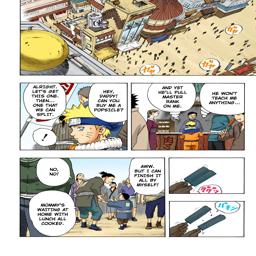 HE WON'T
TEACH ME
ANYTHING...
AND YET
HE'LL PULL
MASTER
RANK
ON ME.
HEY,
DADDY!
CAN YOU
BUY ME A
POPSICLE?
ALRIGHT,
LET'S GET
THIS ONE,
THEN...
ONE THAT
WE CAN
SPLIT.
AWW,
BUT I CAN
FINISH IT
ALL BY
MYSELF!
NO,
NO.
MOMMY'S
WAITING AT
HOME WITH
LUNCH ALL
COOKED.